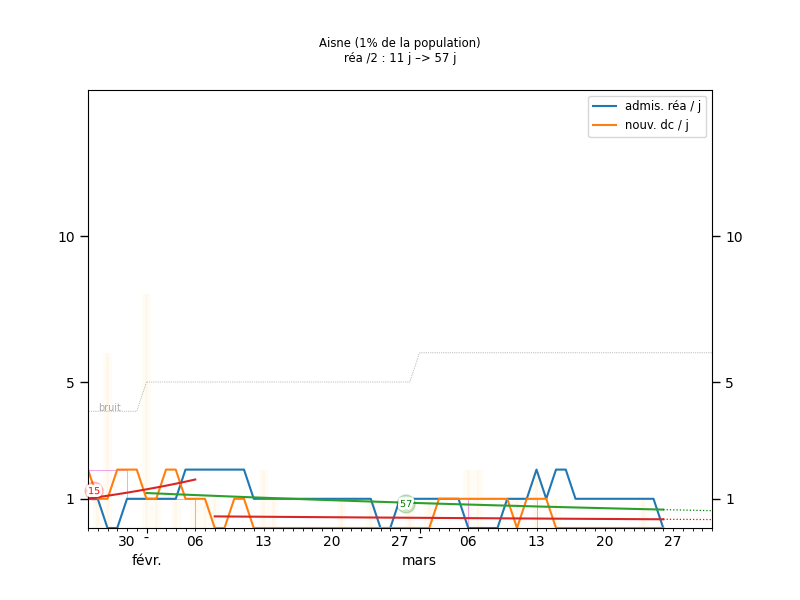 Aisne (1% de la population)
réa /2 : 11 j –> 57 j
admis. réa / j
nouv. dc / j
10 10
5 5
bruit
15
57
1 1
30 - 06 13 20 27 - 06 13 20 27
févr. mars